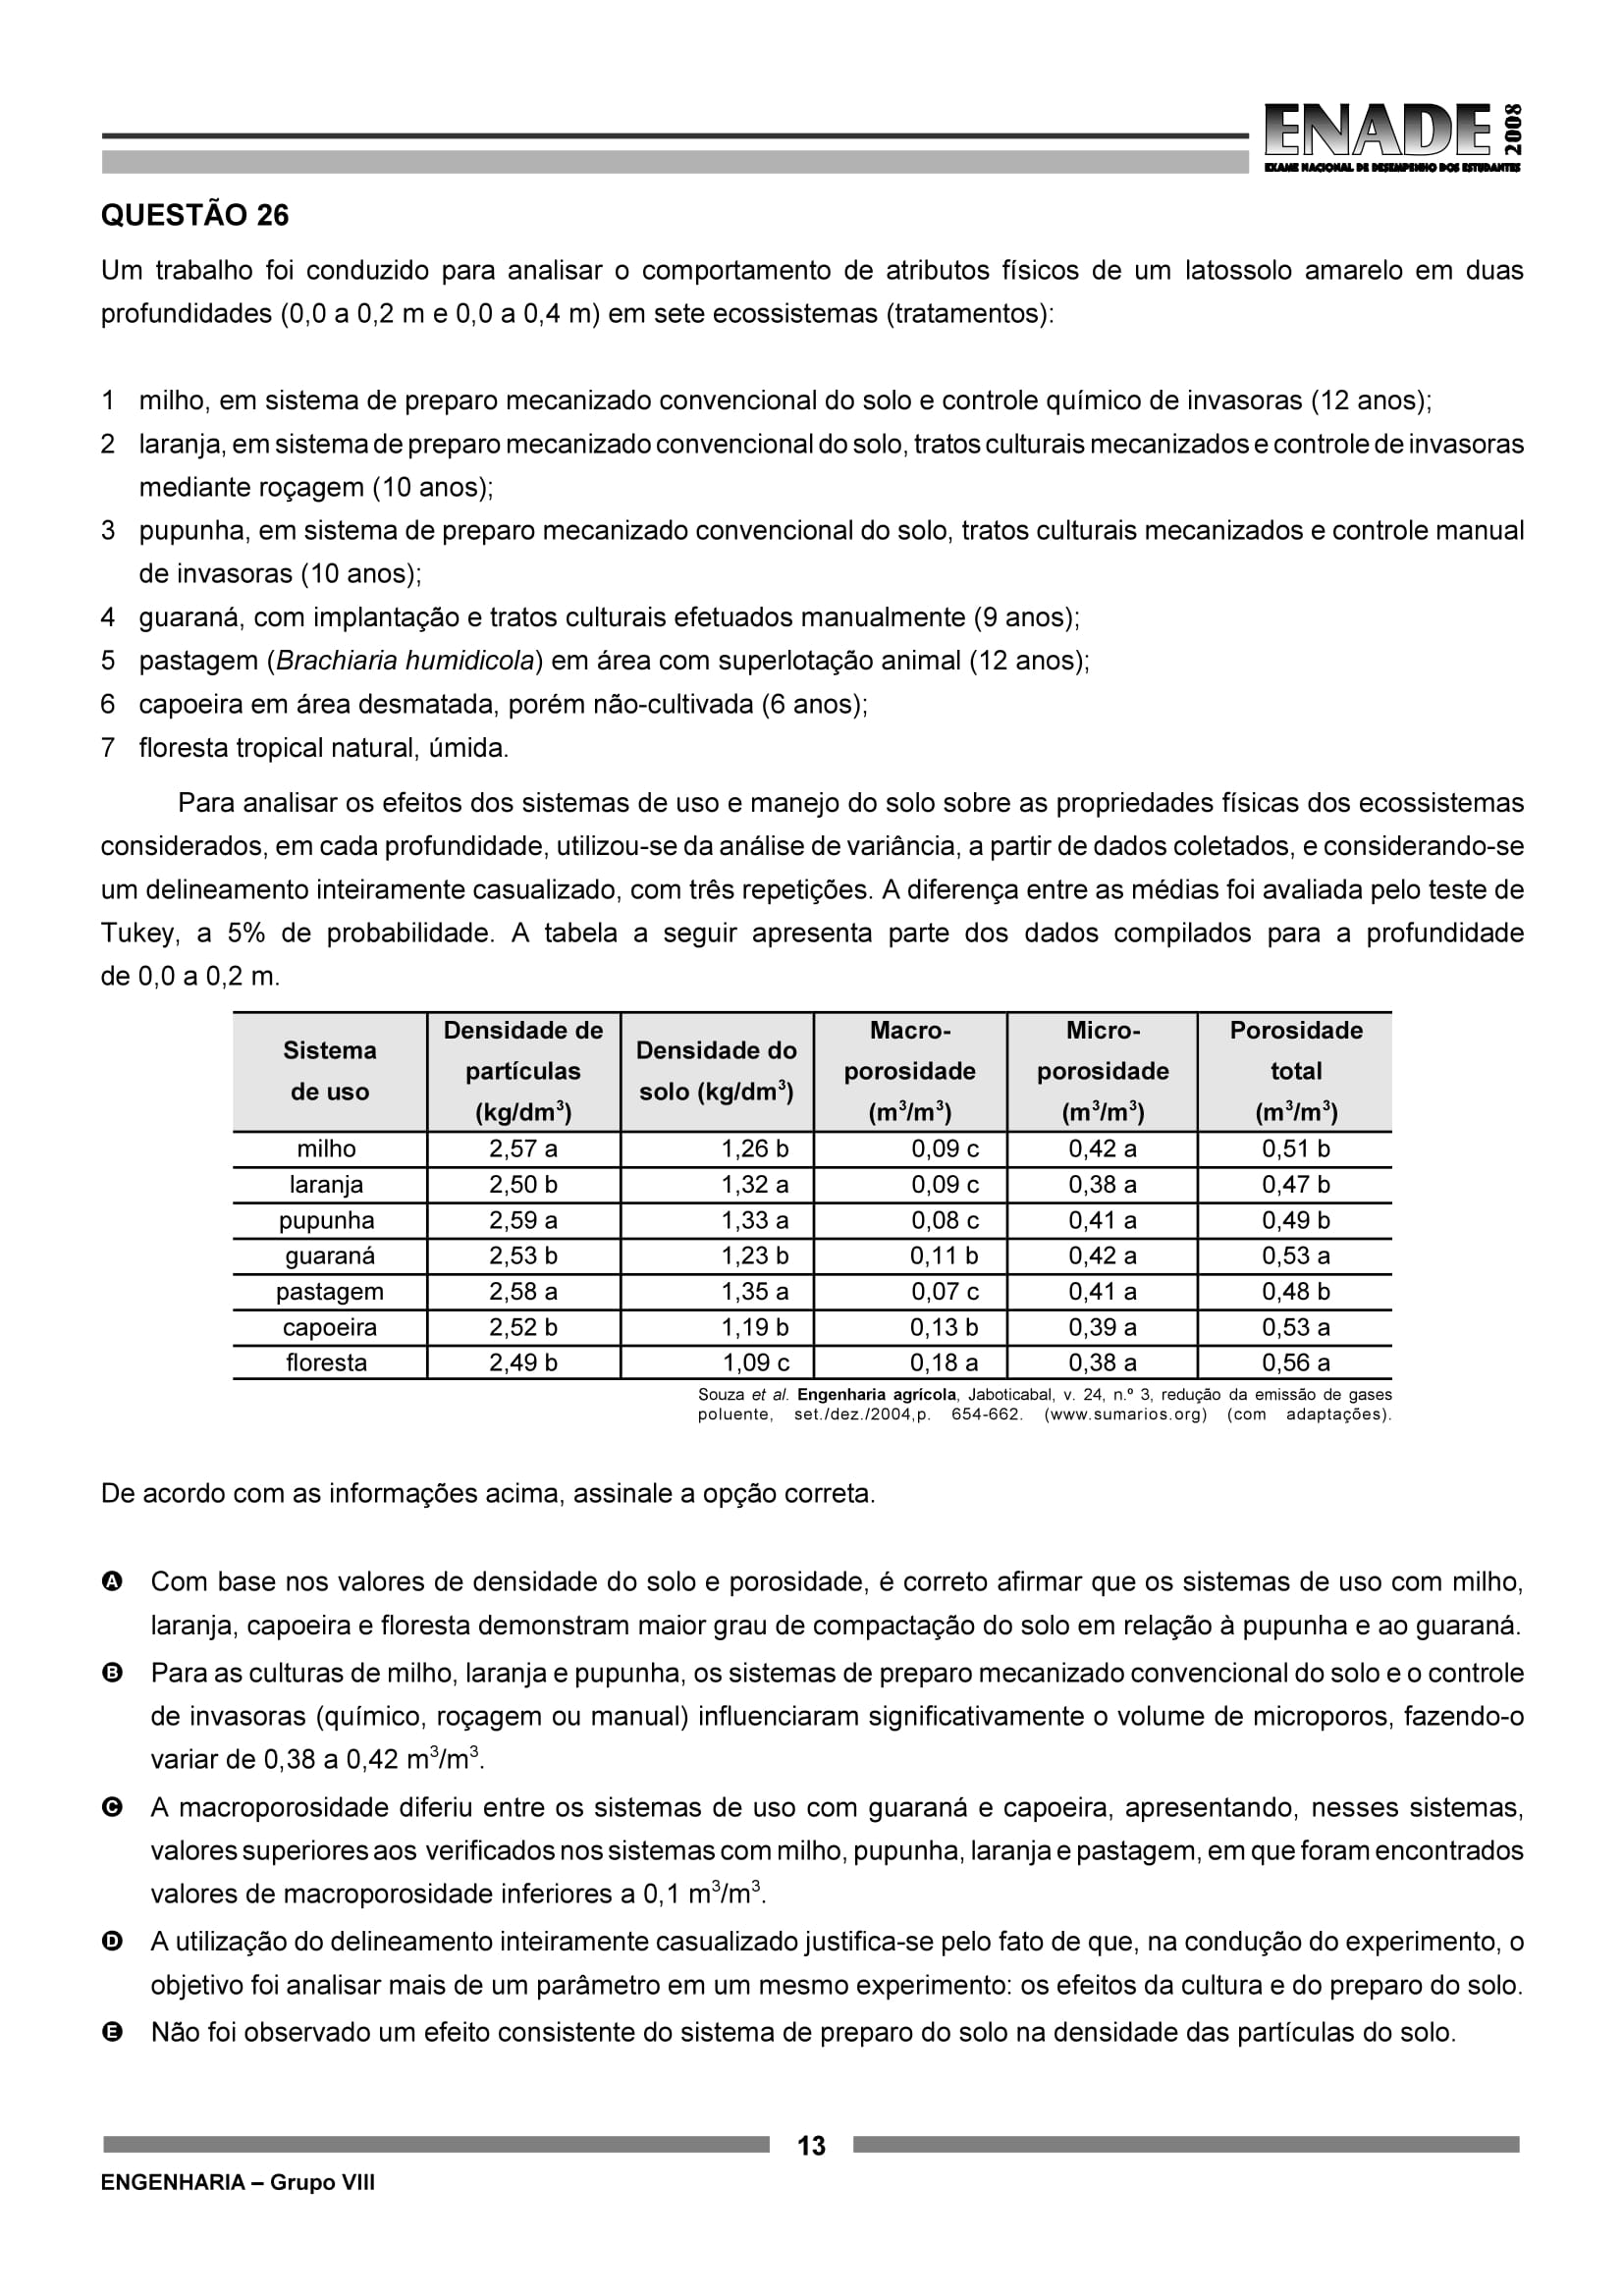 ENADE 2008
EXAME NACIONAL DE DESEMPENHO DOS ESTUDANTES
QUESTÃO 26
Um trabalho foi conduzido para analisar o comportamento de atributos físicos de um latossolo amarelo em duas
profundidades (0,0 a 0,2 m e 0,0 a 0,4 m) em sete ecossistemas (tratamentos):
1 milho, em sistema de preparo mecanizado convencional do solo e controle químico de invasoras (12 anos);
2 laranja, em sistema de preparo mecanizado convencional do solo, tratos culturais mecanizados e controle de invasoras
mediante roçagem (10 anos);
3 pupunha, em sistema de preparo mecanizado convencional do solo, tratos culturais mecanizados e controle manual
de invasoras (10 anos);
4 guaraná, com implantação e tratos culturais efetuados manualmente (9 anos);
5 pastagem (Brachiaria humidicola) em área com superlotação animal (12 anos);
6 capoeira em área desmatada, porém não-cultivada (6 anos);
7 floresta tropical natural, úmida.
Para analisar os efeitos dos sistemas de uso e manejo do solo sobre as propriedades físicas dos ecossistemas
considerados, em cada profundidade, utilizou-se da análise de variância, a partir de dados coletados, e considerando-se
um delineamento inteiramente casualizado, com três repetições. A diferença entre as médias foi avaliada pelo teste de
Tukey, a 5% de probabilidade. A tabela a seguir apresenta parte dos dados compilados para a profundidade
de 0,0 a 0,2 m.
Sistema de uso | Densidade de partículas (kg/dm³) | Densidade do solo (kg/dm³) | Macro-porosidade (m³/m³) | Micro-porosidade (m³/m³) | Porosidade total (m³/m³)
milho 2,57 a 1,26 b 0,09 c 0,42 a 0,51 b
laranja 2,50 b 1,32 a 0,09 c 0,38 a 0,47 b
pupunha 2,59 a 1,33 a 0,08 c 0,41 a 0,49 b
guaraná 2,53 b 1,23 b 0,11 b 0,42 a 0,53 a
pastagem 2,58 a 1,35 a 0,07 c 0,41 a 0,48 b
capoeira 2,52 b 1,19 b 0,13 b 0,39 a 0,53 a
floresta 2,49 b 1,09 c 0,18 a 0,38 a 0,56 a
Souza et al. Engenharia agrícola, Jaboticabal, v. 24, n.º 3, redução da emissão de gases
poluente, set./dez./2004,p. 654-662. (www.sumarios.org) (com adaptações).
De acordo com as informações acima, assinale a opção correta.
A Com base nos valores de densidade do solo e porosidade, é correto afirmar que os sistemas de uso com milho,
laranja, capoeira e floresta demonstram maior grau de compactação do solo em relação à pupunha e ao guaraná.
B Para as culturas de milho, laranja e pupunha, os sistemas de preparo mecanizado convencional do solo e o controle
de invasoras (químico, roçagem ou manual) influenciaram significativamente o volume de microporos, fazendo-o
variar de 0,38 a 0,42 m³/m³.
C A macroporosidade diferiu entre os sistemas de uso com guaraná e capoeira, apresentando, nesses sistemas,
valores superiores aos verificados nos sistemas com milho, pupunha, laranja e pastagem, em que foram encontrados
valores de macroporosidade inferiores a 0,1 m³/m³.
D A utilização do delineamento inteiramente casualizado justifica-se pelo fato de que, na condução do experimento, o
objetivo foi analisar mais de um parâmetro em um mesmo experimento: os efeitos da cultura e do preparo do solo.
E Não foi observado um efeito consistente do sistema de preparo do solo na densidade das partículas do solo.
13
ENGENHARIA – Grupo VIII